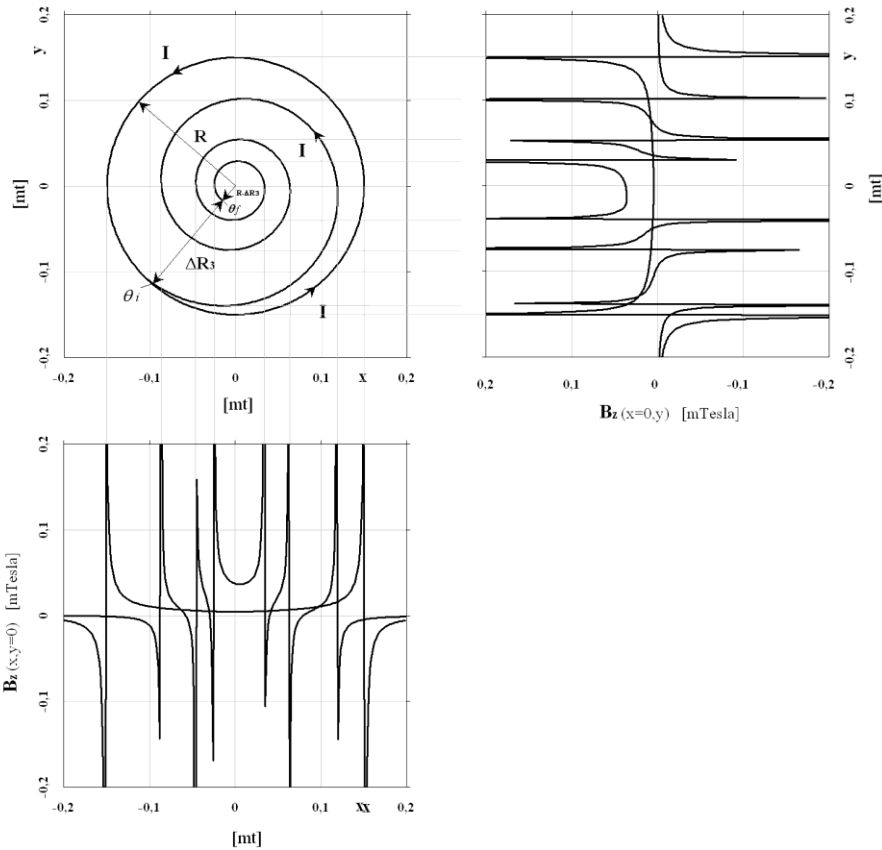 0,2
y
0,1
[mt]
0
-0,1
-0,2
I
R
I
R-ΔR3
θf
ΔR3
θi
I
-0,2
-0,1
0
0,1
x
0,2
[mt]
0,2
y
0,1
[mt]
0
-0,1
-0,2
0,2
0,1
0
-0,1
-0,2
Bz (x=0,y) [mTesla]
0,2
0,1
0
-0,1
-0,2
Bz (x,y=0) [mTesla]
-0,2
-0,1
0
0,1
xx
0,2
[mt]